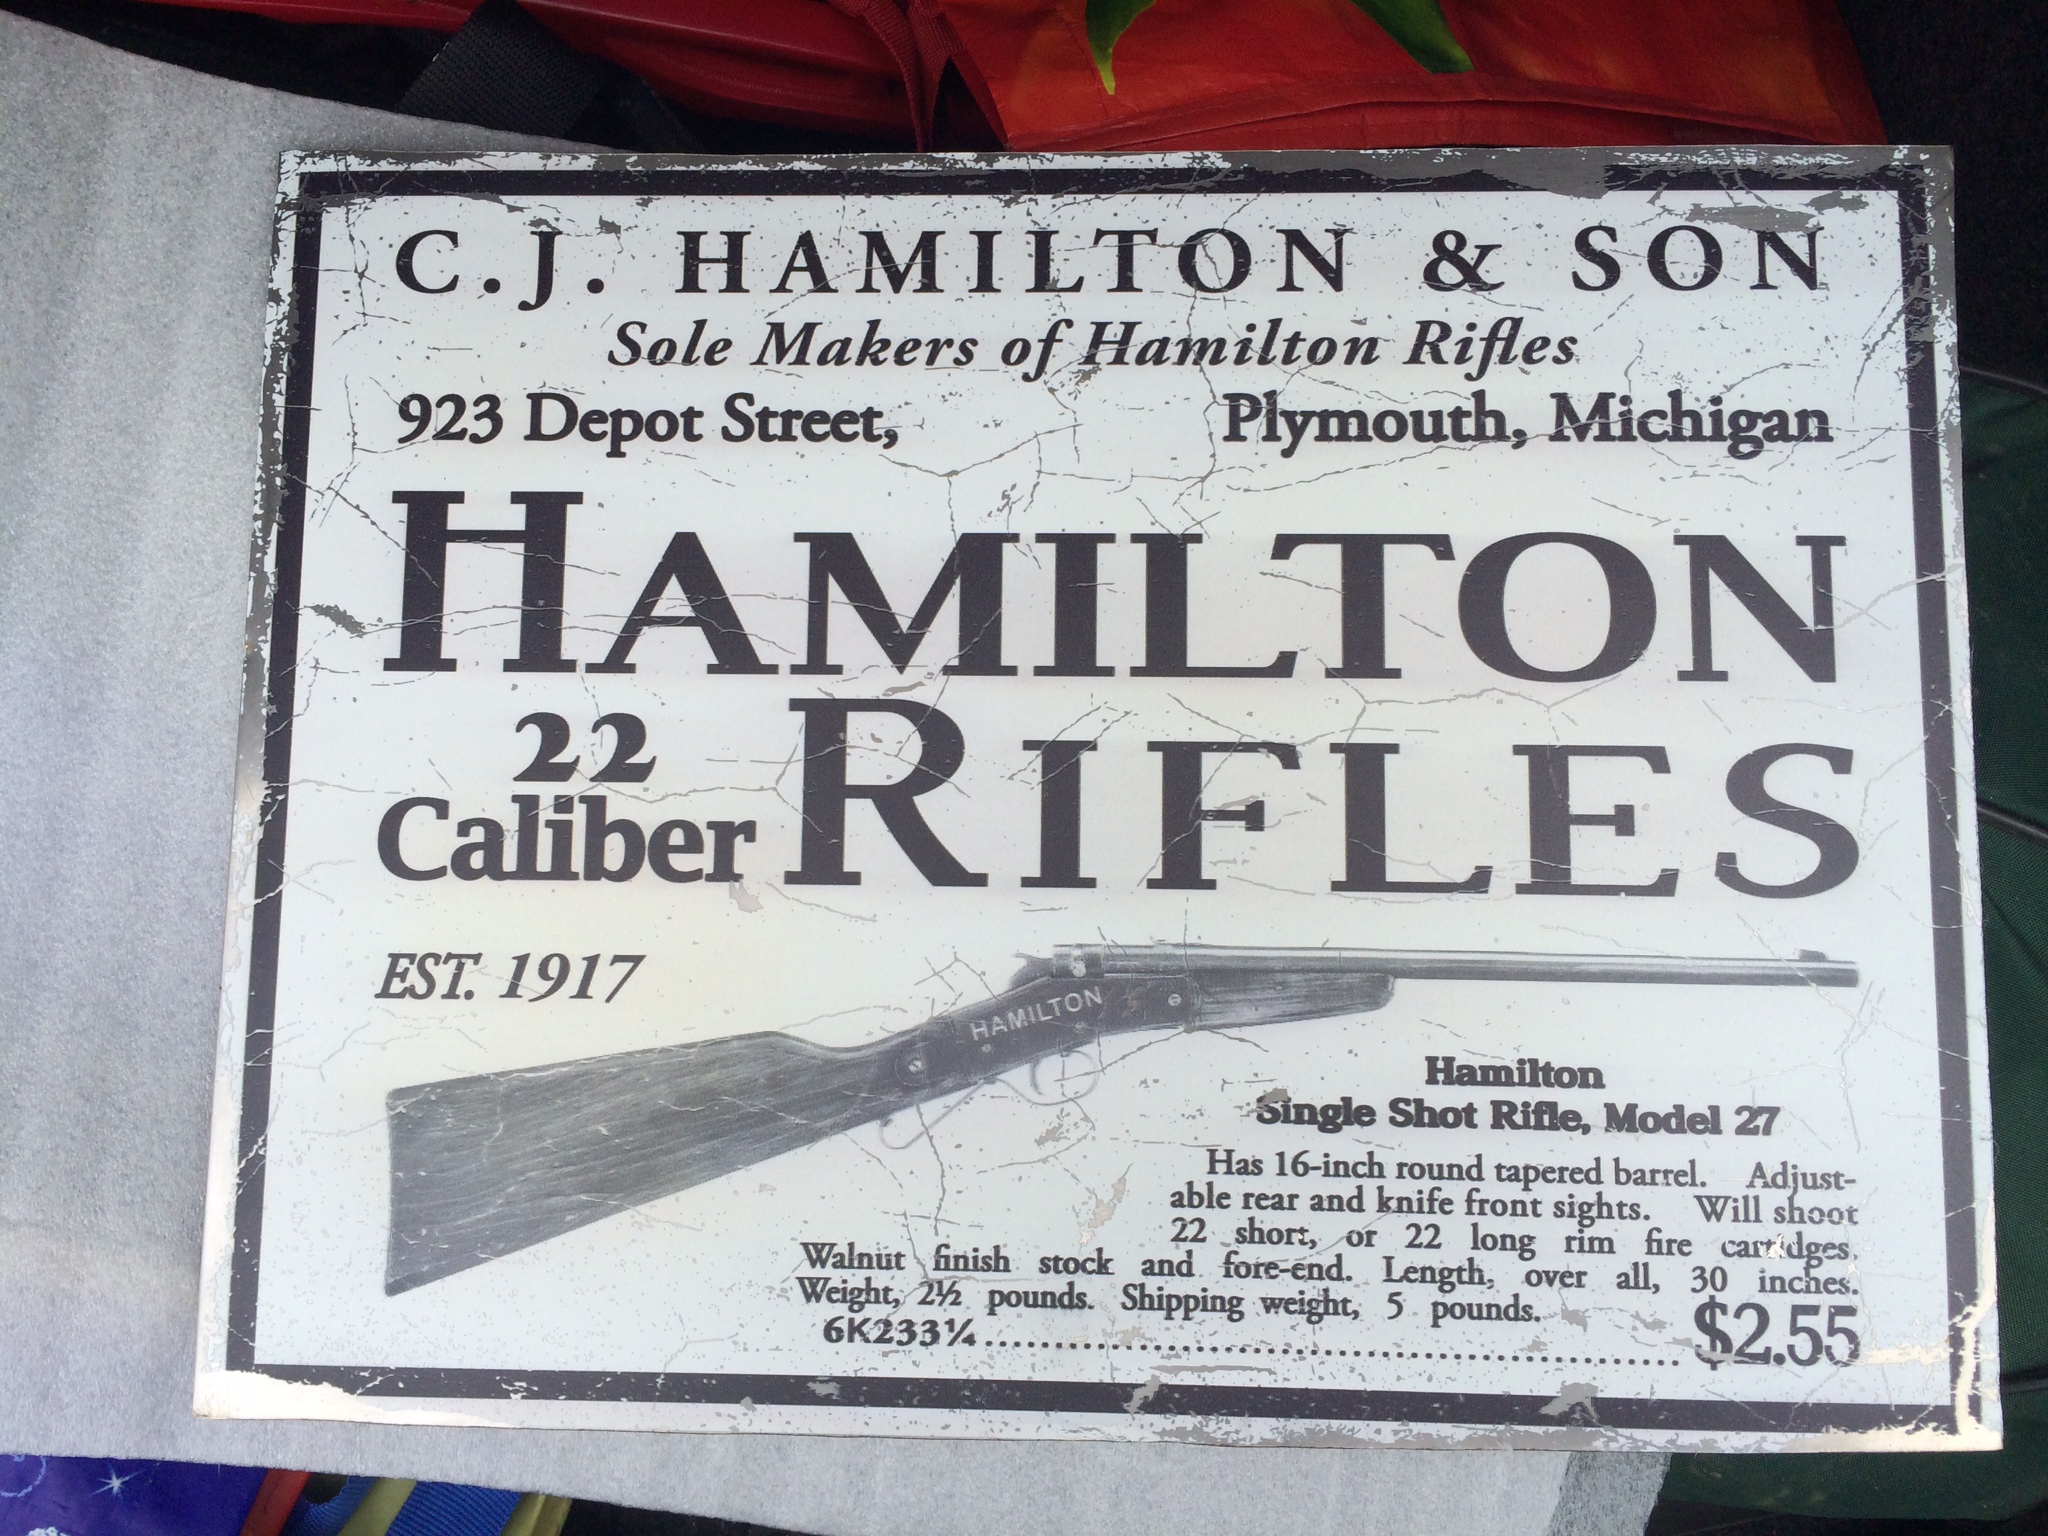 C.J. HAMILTON & SON
Sole Makers of Hamilton Rifles
923 Depot Street, Plymouth, Michigan
HAMILTON
22
Caliber
RIFLES
EST. 1917
HAMILTON
Hamilton
Single Shot Rifle, Model 27
Has 16-inch round tapered barrel. Adjust-
able rear and knife front sights. Will shoot
22 short, or 22 long rim fire cartridges.
Walnut finish stock and fore-end. Length, over all, 30 inches.
Weight, 2½ pounds. Shipping weight, 5 pounds.
6K233¼........................................................ $2.55